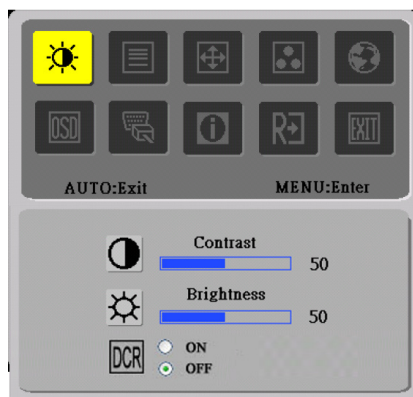 OSD
i
R
EXIT
AUTO:Exit MENU:Enter
Contrast
50
Brightness
50
DCR ON
OFF